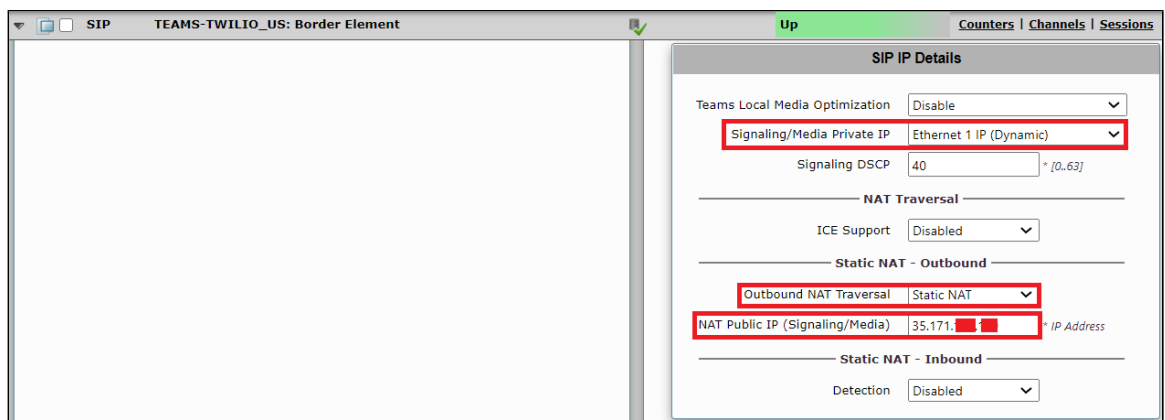 SIP TEAMS-TWILIO_US: Border Element Up Counters | Channels | Sessions
SIP IP Details
Teams Local Media Optimization Disable
Signaling/Media Private IP Ethernet 1 IP (Dynamic)
Signaling DSCP 40 * [0..63]
NAT Traversal
ICE Support Disabled
Static NAT - Outbound
Outbound NAT Traversal Static NAT
NAT Public IP (Signaling/Media) 35.171. * IP Address
Static NAT - Inbound
Detection Disabled